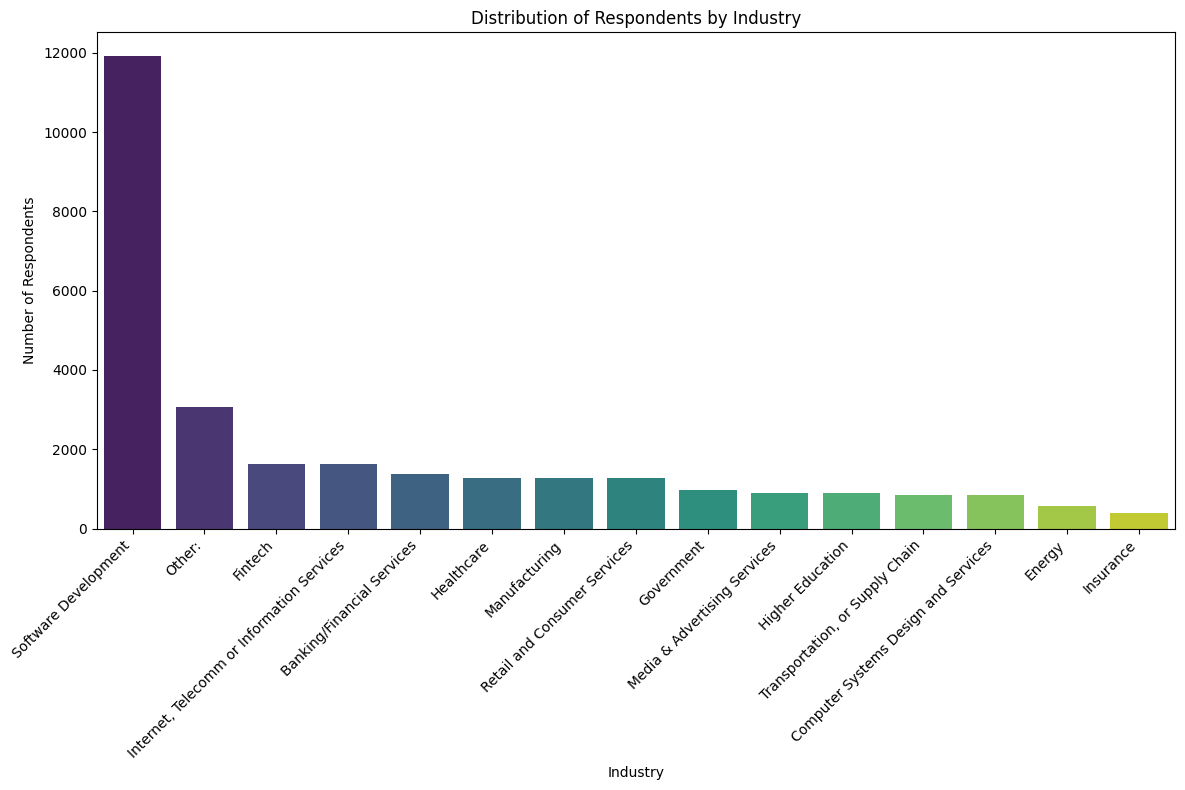 Distribution of Respondents by Industry
Number of Respondents
12000
10000
8000
6000
4000
2000
0
Software Development
Other:
Fintech
Internet, Telecomm or Information Services
Banking/Financial Services
Healthcare
Manufacturing
Retail and Consumer Services
Government
Media & Advertising Services
Higher Education
Transportation, or Supply Chain
Computer Systems Design and Services
Energy
Insurance
Industry